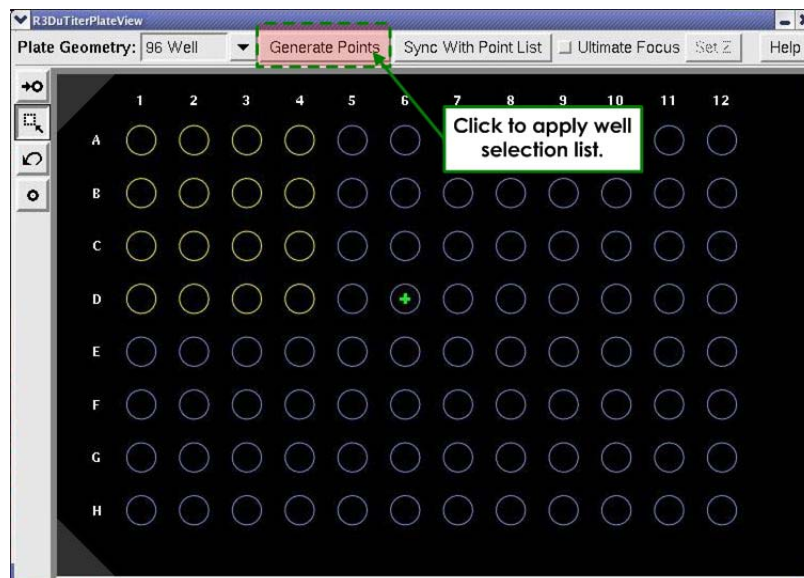 R3DuTiterPlateView
Plate Geometry: 96 Well Generate Points Sync With Point List Ultimate Focus Set Z Help
1 2 3 4 5 6 7 8 9 10 11 12
Click to apply well
selection list.
A
B
C
D
E
F
G
H